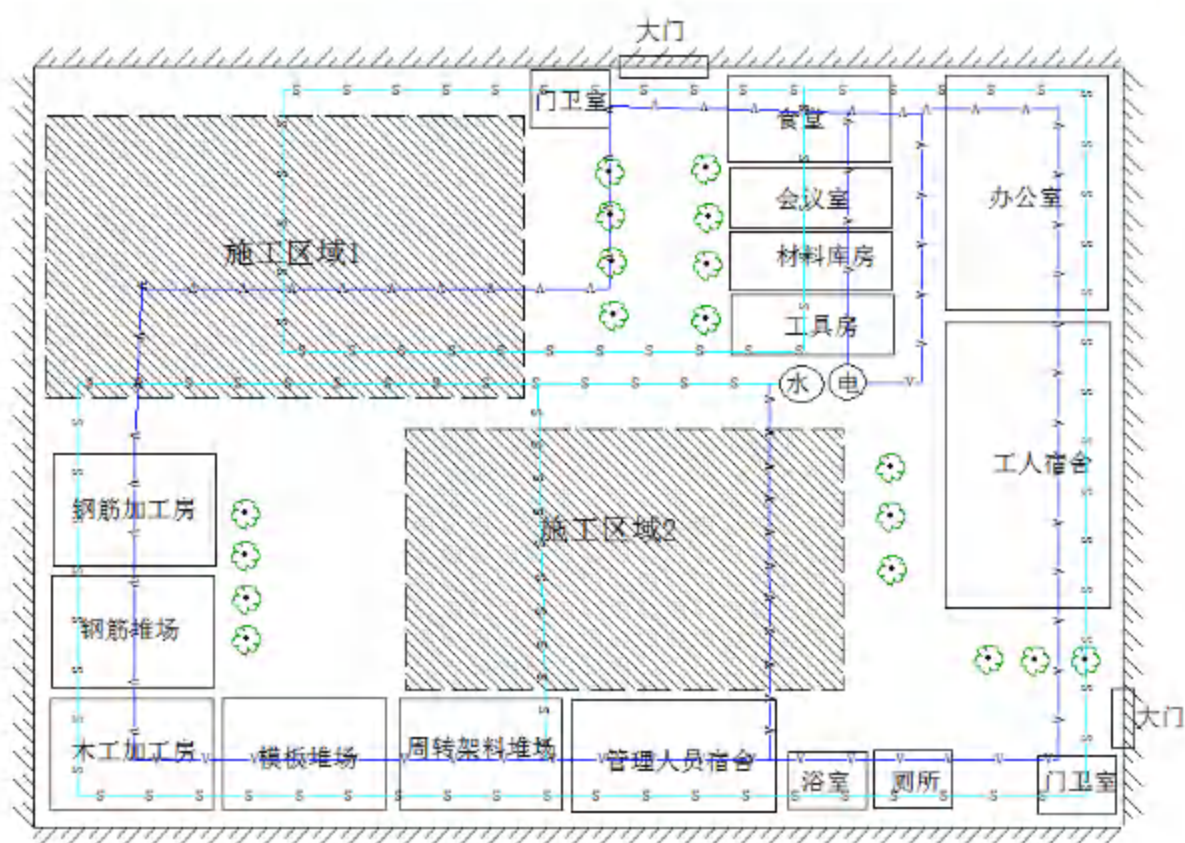 大门
门卫室
食堂
办公室
会议室
施工区域1
材料库房
工具房
水
电
工人宿舍
钢筋加工房
施工区域2
钢筋堆场
大门
木工加工房
模板堆场
周转架料堆场
管理人员宿舍
浴室
厕所
门卫室